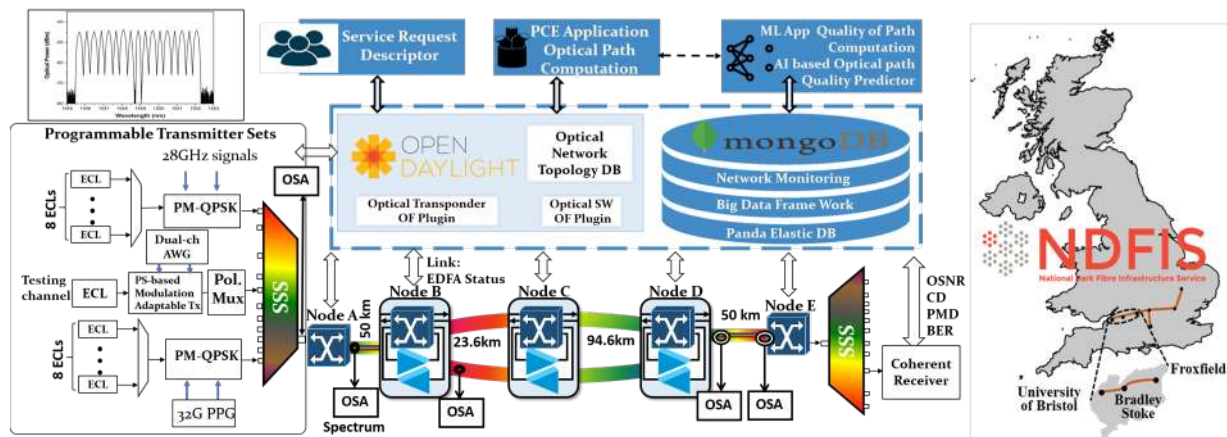 Optical Power (dBm)
Wavelength (nm)
Service Request
Descriptor
PCE Application
Optical Path
Computation
ML App Quality of Path
Computation
AI based Optical path
Quality Predictor
Programmable Transmitter Sets
28GHz signals
8 ECLs
ECL
ECL
PM-QPSK
Dual-ch
AWG
Testing
channel
ECL
PS-based
Modulation
Adaptable Tx
Pol.
Mux
8 ECLs
ECL
ECL
PM-QPSK
32G PPG
SSS
OSA
OPEN
DAYLIGHT
Optical
Network
Topology DB
Optical Transponder
OF Plugin
Optical SW
OF Plugin
mongoDB
Network Monitoring
Big Data Frame Work
Panda Elastic DB
Link:
EDFA Status
Node A
50 km
Node B
23.6km
Node C
94.6km
Node D
50 km
Node E
SSS
OSNR
CD
PMD
BER
Coherent
Receiver
OSA
Spectrum
OSA
OSA
OSA
NDFIS
National Dark Fibre Infrastructure Service
Froxfield
University
of Bristol
Bradley
Stoke